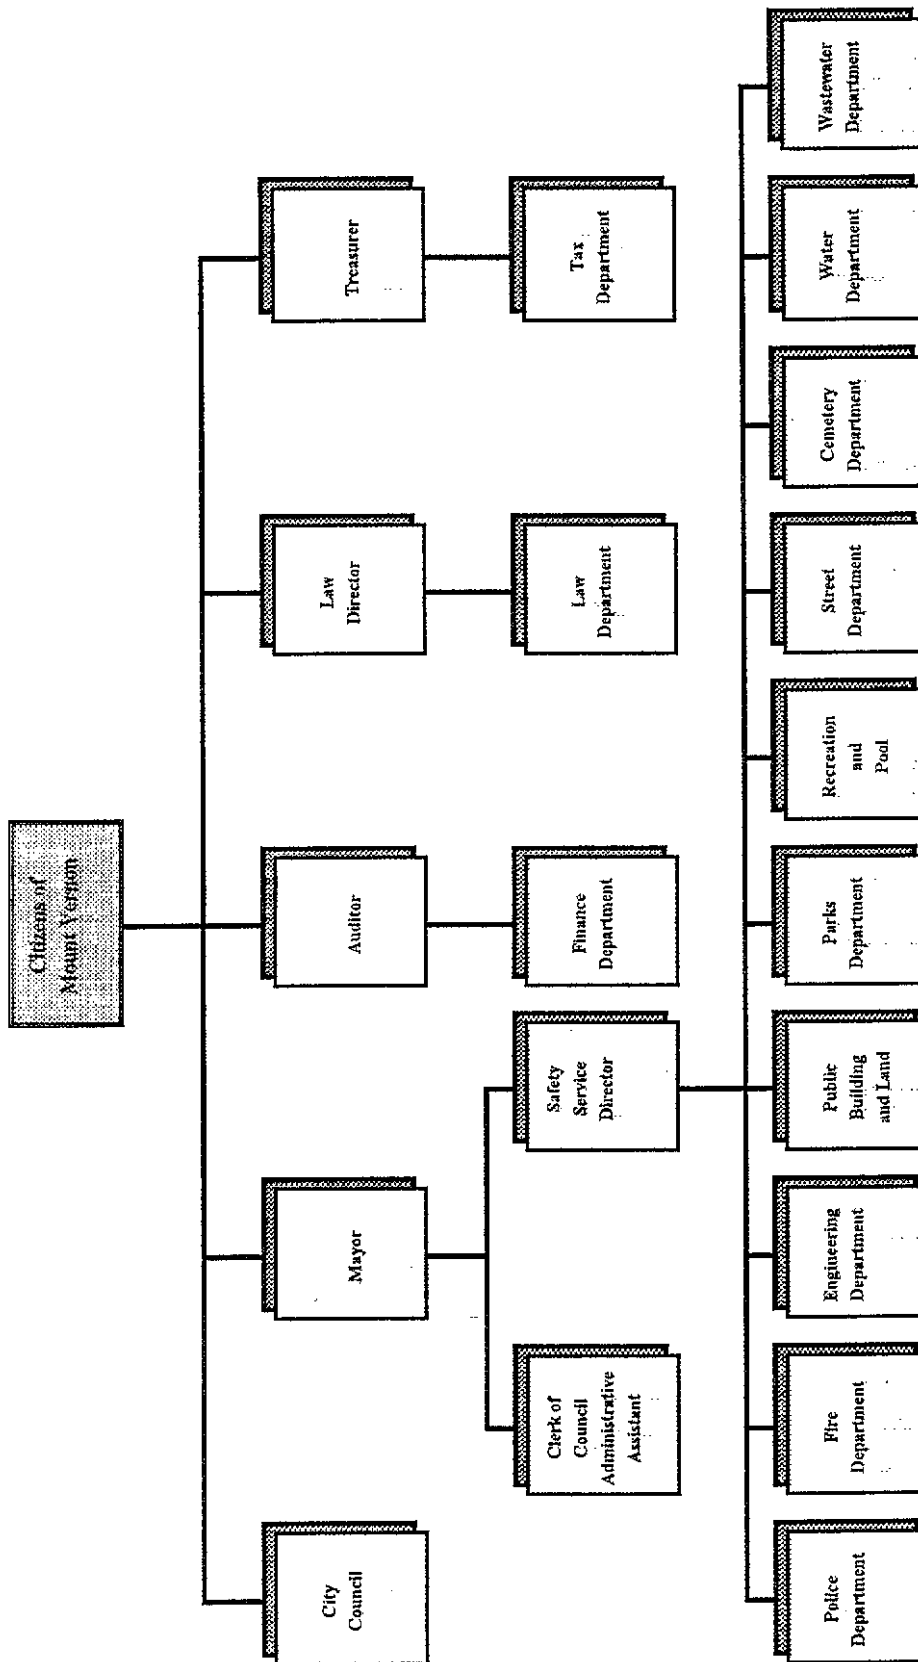 Citizens of
Mount Vernon
City
Council
Mayor
Auditor
Law
Director
Treasurer
Clerk of
Council
Administrative
Assistant
Safety
Service
Director
Finance
Department
Law
Department
Tax
Department
Police
Department
Fire
Department
Engineering
Department
Public
Building
and Land
Parks
Department
Recreation
and
Pool
Street
Department
Cemetery
Department
Water
Department
Wastewater
Department